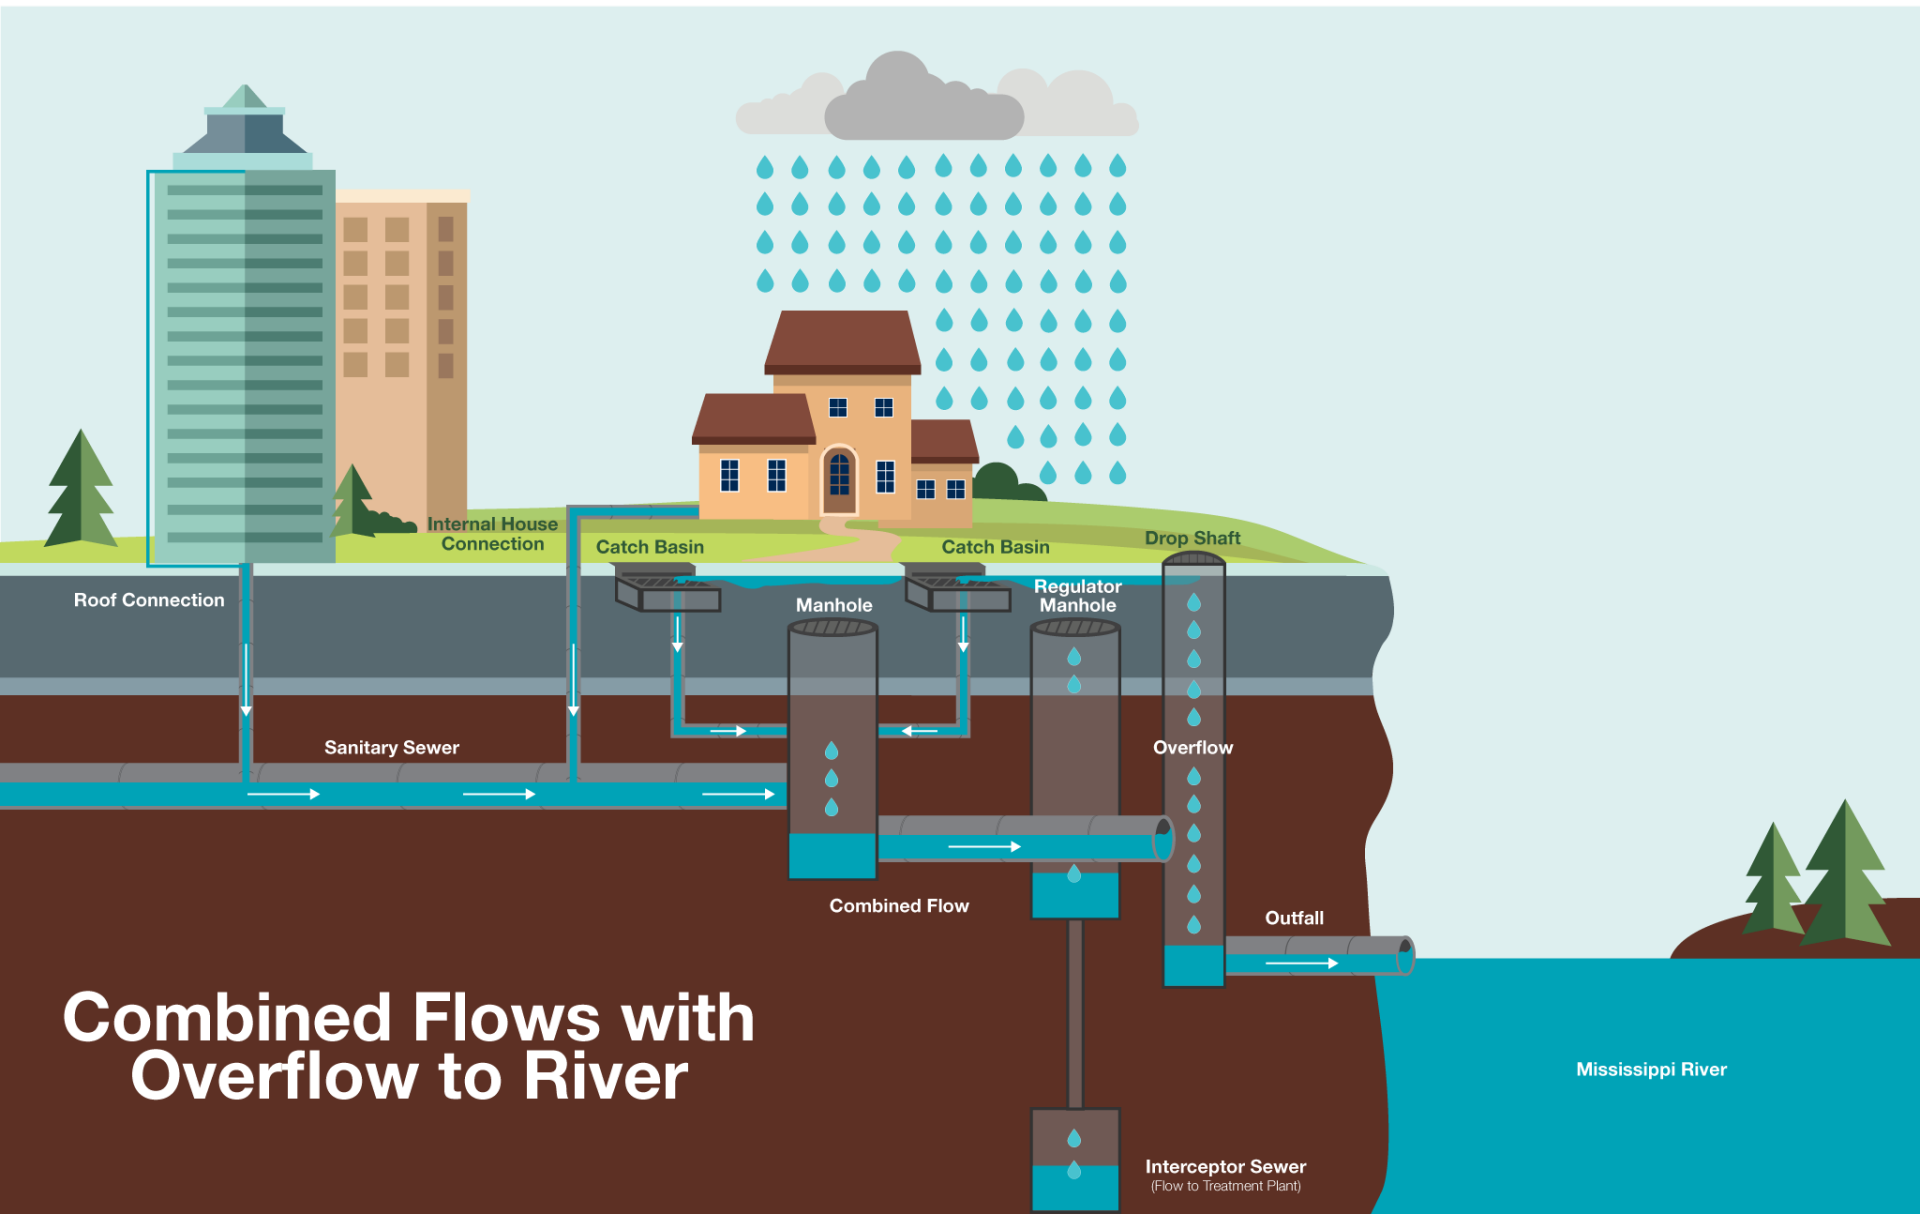 Internal House
Connection
Catch Basin
Catch Basin
Drop Shaft
Roof Connection
Manhole
Regulator
Manhole
Sanitary Sewer
Overflow
Combined Flow
Outfall
Combined Flows with
Overflow to River
Mississippi River
Interceptor Sewer
(Flow to Treatment Plant)